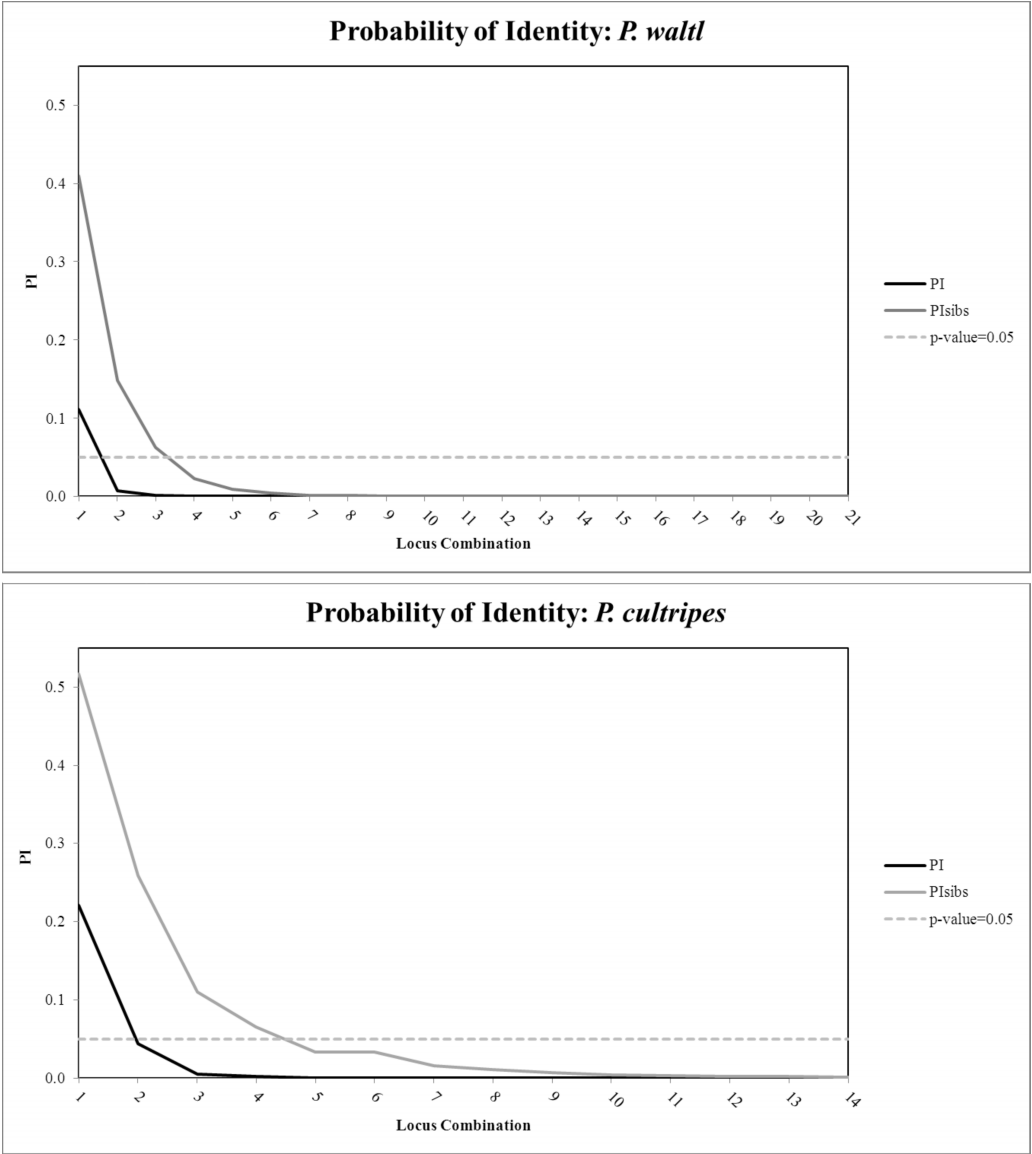 Probability of Identity: P. waltl
0.5
0.4
0.3
0.2
0.1
0.0
PI
1 2 3 4 5 6 7 8 9 10 11 12 13 14 15 16 17 18 19 20 21
Locus Combination
PI
PIsibs
p-value=0.05
Probability of Identity: P. cultripes
0.5
0.4
0.3
0.2
0.1
0.0
PI
1 2 3 4 5 6 7 8 9 10 11 12 13 14
Locus Combination
PI
PIsibs
p-value=0.05